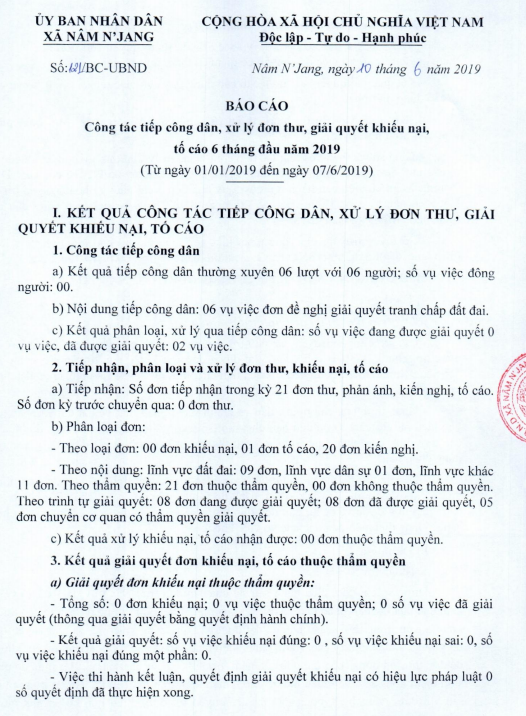 ỦY BAN NHÂN DÂN
XÃ NÂM N'JANG
CỘNG HÒA XÃ HỘI CHỦ NGHĨA VIỆT NAM
Độc lập - Tự do - Hạnh phúc
Số: /BC-UBND
Nâm N'Jang, ngày 10 tháng 6 năm 2019
BÁO CÁO
Công tác tiếp công dân, xử lý đơn thư, giải quyết khiếu nại,
tố cáo 6 tháng đầu năm 2019
(Từ ngày 01/01/2019 đến ngày 07/6/2019)
I. KẾT QUẢ CÔNG TÁC TIẾP CÔNG DÂN, XỬ LÝ ĐƠN THƯ, GIẢI
QUYẾT KHIẾU NẠI, TỐ CÁO
1. Công tác tiếp công dân
a) Kết quả tiếp công dân thường xuyên 06 lượt với 06 người; số vụ việc đông
người: 00.
b) Nội dung tiếp công dân: 06 vụ việc đơn đề nghị giải quyết tranh chấp đất đai.
c) Kết quả phân loại, xử lý qua tiếp công dân: số vụ việc đang được giải quyết 0
vụ việc, đã được giải quyết: 02 vụ việc.
2. Tiếp nhận, phân loại và xử lý đơn thư, khiếu nại, tố cáo
a) Tiếp nhận: Số đơn tiếp nhận trong kỳ 21 đơn thư, phản ánh, kiến nghị, tố cáo.
Số đơn kỳ trước chuyển qua: 0 đơn thư.
b) Phân loại đơn:
- Theo loại đơn: 00 đơn khiếu nại, 01 đơn tố cáo, 20 đơn kiến nghị.
- Theo nội dung: lĩnh vực đất đai: 09 đơn, lĩnh vực dân sự 01 đơn, lĩnh vực khác
11 đơn. Theo thẩm quyền: 21 đơn thuộc thẩm quyền, 00 đơn không thuộc thẩm quyền.
Theo trình tự giải quyết: 08 đơn đang được giải quyết; 08 đơn đã được giải quyết, 05
đơn chuyển cơ quan có thẩm quyền giải quyết.
c) Kết quả xử lý khiếu nại, tố cáo nhận được: 00 đơn thuộc thẩm quyền.
3. Kết quả giải quyết đơn khiếu nại, tố cáo thuộc thẩm quyền
a) Giải quyết đơn khiếu nại thuộc thẩm quyền:
- Tổng số: 0 đơn khiếu nại; 0 vụ việc thuộc thẩm quyền; 0 số vụ việc đã giải
quyết (thông qua giải quyết bằng quyết định hành chính).
- Kết quả giải quyết: số vụ việc khiếu nại đúng: 0 , số vụ việc khiếu nại sai: 0, số
vụ việc khiếu nại đúng một phần: 0.
- Việc thi hành kết luận, quyết định giải quyết khiếu nại có hiệu lực pháp luật 0
số quyết định đã thực hiện xong.